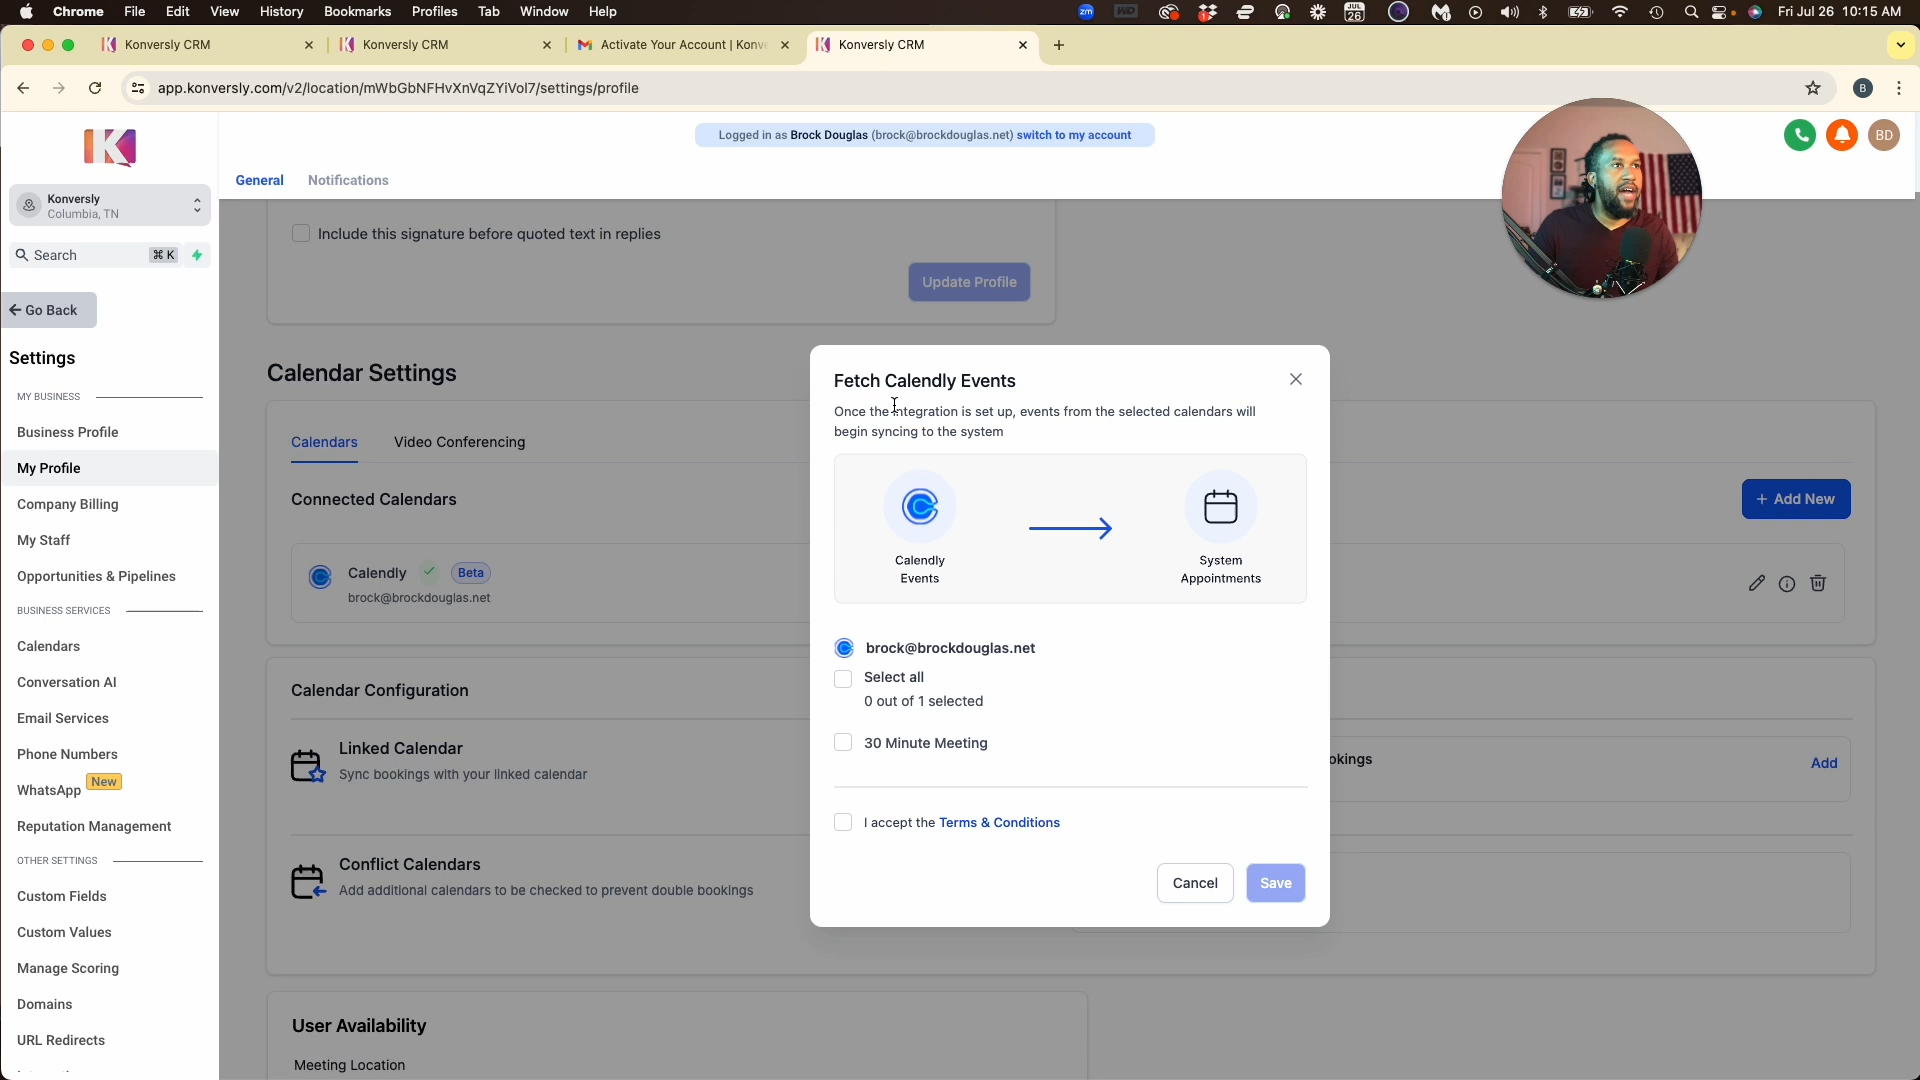 Chrome File Edit View History Bookmarks Profiles Tab Window Help
zm
JUL 26
Fri Jul 26 10:15 AM
Konversly CRM
Konversly CRM
Activate Your Account | Konve
Konversly CRM
app.konversly.com/v2/location/mWbGbNFHvXnVqZYiVol7/settings/profile
B
K
Logged in as Brock Douglas (brock@brockdouglas.net) switch to my account
BD
General
Notifications
Konversly
Columbia, TN
Search
⌘ K
Go Back
Settings
MY BUSINESS
Business Profile
My Profile
Company Billing
My Staff
Opportunities & Pipelines
BUSINESS SERVICES
Calendars
Conversation AI
Email Services
Phone Numbers
WhatsApp New
Reputation Management
OTHER SETTINGS
Custom Fields
Custom Values
Manage Scoring
Domains
URL Redirects
Include this signature before quoted text in replies
Update Profile
Calendar Settings
Calendars
Video Conferencing
Connected Calendars
+ Add New
Calendly
Beta
brock@brockdouglas.net
Calendar Configuration
Linked Calendar
Sync bookings with your linked calendar
okings
Add
Conflict Calendars
Add additional calendars to be checked to prevent double bookings
User Availability
Meeting Location
Fetch Calendly Events
Once the integration is set up, events from the selected calendars will
begin syncing to the system
Calendly
Events
System
Appointments
brock@brockdouglas.net
Select all
0 out of 1 selected
30 Minute Meeting
I accept the Terms & Conditions
Cancel
Save